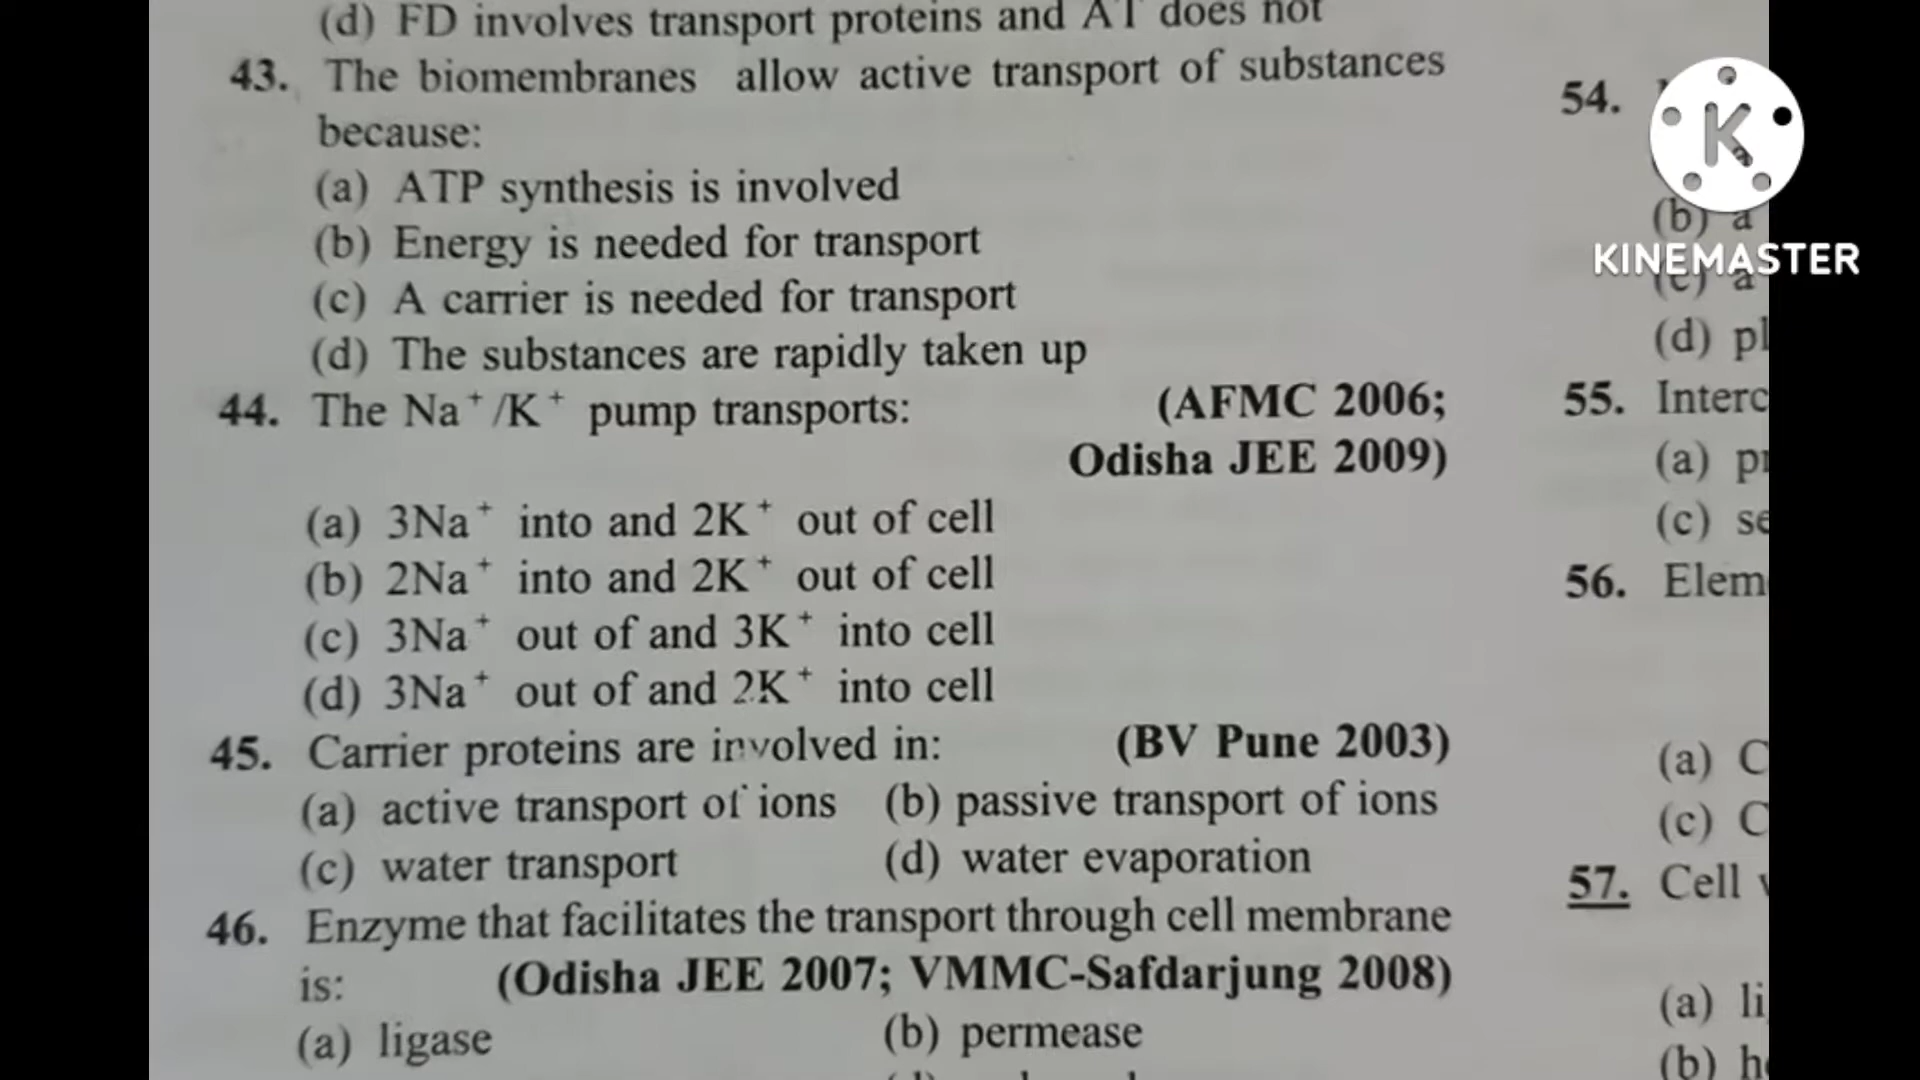 (d) FD involves transport proteins and AT does not
43. The biomembranes allow active transport of substances
because:
(a) ATP synthesis is involved
(b) Energy is needed for transport
(c) A carrier is needed for transport
(d) The substances are rapidly taken up
44. The Na⁺/K⁺ pump transports: (AFMC 2006;
Odisha JEE 2009)
(a) 3Na⁺ into and 2K⁺ out of cell
(b) 2Na⁺ into and 2K⁺ out of cell
(c) 3Na⁺ out of and 3K⁺ into cell
(d) 3Na⁺ out of and 2K⁺ into cell
45. Carrier proteins are involved in: (BV Pune 2003)
(a) active transport of ions (b) passive transport of ions
(c) water transport (d) water evaporation
46. Enzyme that facilitates the transport through cell membrane
is: (Odisha JEE 2007; VMMC-Safdarjung 2008)
(a) ligase (b) permease
54.
(b) a
(c) a
(d) pl
55. Interc
(a) pr
(c) se
56. Elem
(a) C
(c) C
57. Cell
(a) li
(b) h
K
KINEMASTER